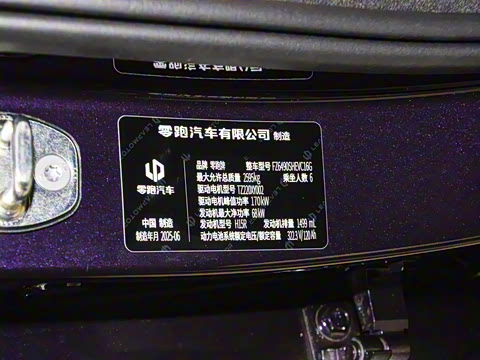 零跑汽车有限公司 制造
品牌 零跑牌 整车型号 FZ6490SHEVC18G
最大允许总质量 2595kg 乘坐人数 6
驱动电机型号 TZ220XY002
驱动电机峰值功率 170kW
发动机最大净功率 68kW
发动机型号 H15R 发动机排量 1499 mL
动力电池系统额定电压/额定容量 322.3 V/120 Ah
零跑汽车
中国 制造
制造年月 2025-06